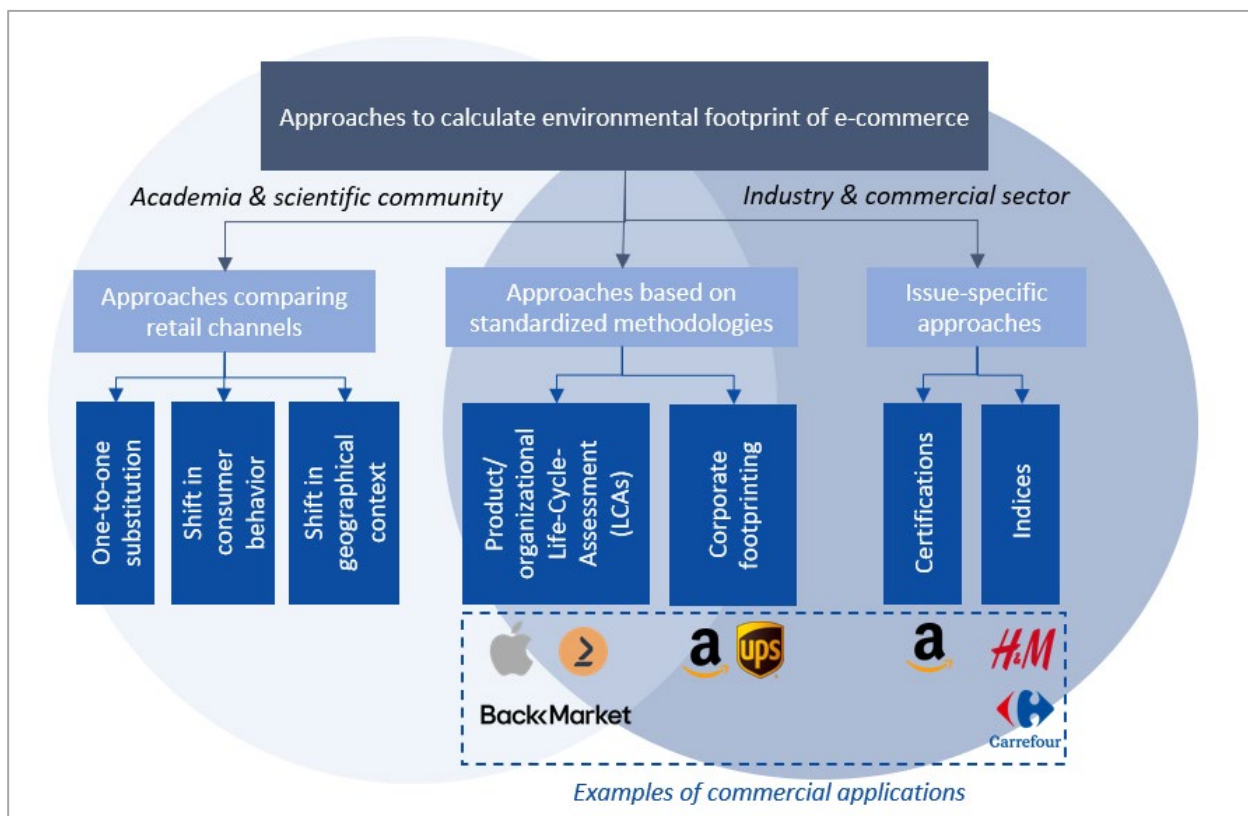 Approaches to calculate environmental footprint of e-commerce
Academia & scientific community
Industry & commercial sector
Approaches comparing
retail channels
Approaches based on
standardized methodologies
Issue-specific
approaches
One-to-one
substitution
Shift in
consumer
behavior
Shift in
geographical
context
Product/
organizational
Life-Cycle-
Assessment
(LCAs)
Corporate
footprinting
Certifications
Indices
a
ups
a
H&M
Back Market
Carrefour
Examples of commercial applications